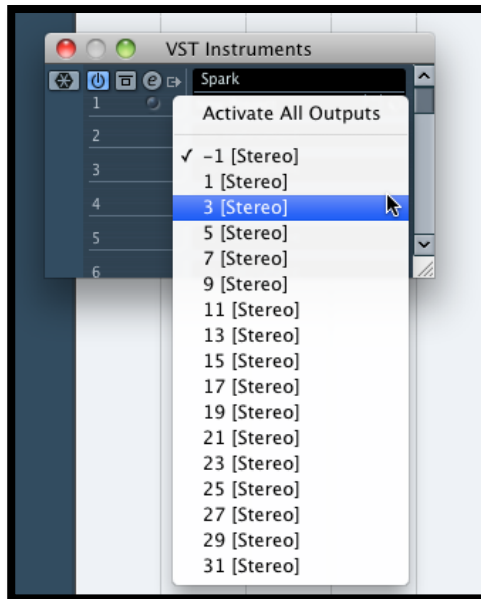 VST Instruments
e Spark
1
Activate All Outputs
2
✓ -1 [Stereo]
3
1 [Stereo]
4
3 [Stereo]
5
5 [Stereo]
7 [Stereo]
6
9 [Stereo]
11 [Stereo]
13 [Stereo]
15 [Stereo]
17 [Stereo]
19 [Stereo]
21 [Stereo]
23 [Stereo]
25 [Stereo]
27 [Stereo]
29 [Stereo]
31 [Stereo]